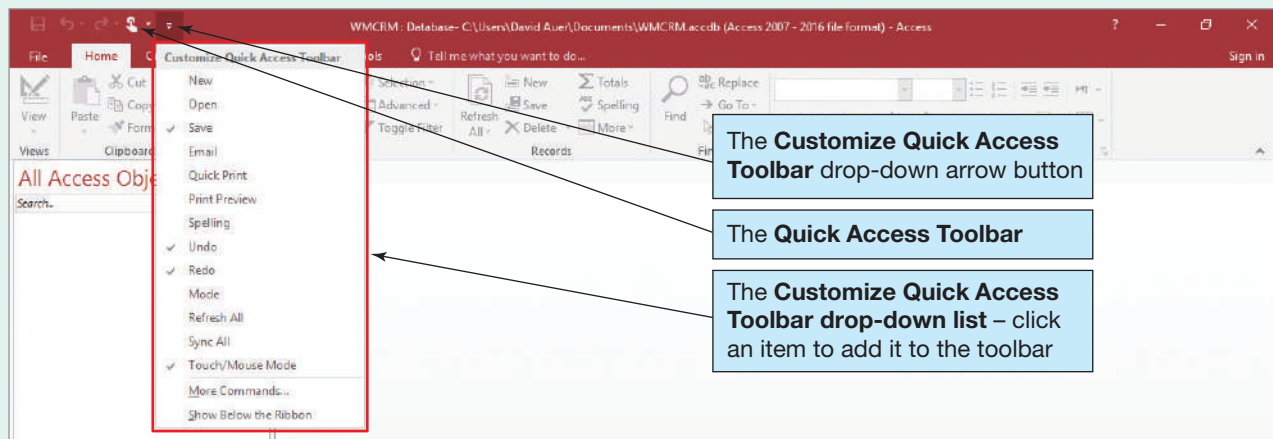 WMCRM : Database- C:\Users\David Auer\Documents\WMCRM.accdb (Access 2007 - 2016 file format) - Access
?
File Home C
Customize Quick Access Toolbar
ols Tell me what you want to do...
Sign in
View
Views
Paste
Cut
Copy
Form
Clipboard
New
Open
Save
Email
Quick Print
Print Preview
Spelling
Undo
Redo
Mode
Refresh All
Sync All
Touch/Mouse Mode
More Commands...
Show Below the Ribbon
Selection
Advanced
Toggle Filter
Refresh
All
New
Save
Delete
Totals
Spelling
More
Records
Find
Replace
Go To
Fin
All Access Obje
Search..
The Customize Quick Access
Toolbar drop-down arrow button
The Quick Access Toolbar
The Customize Quick Access
Toolbar drop-down list – click
an item to add it to the toolbar